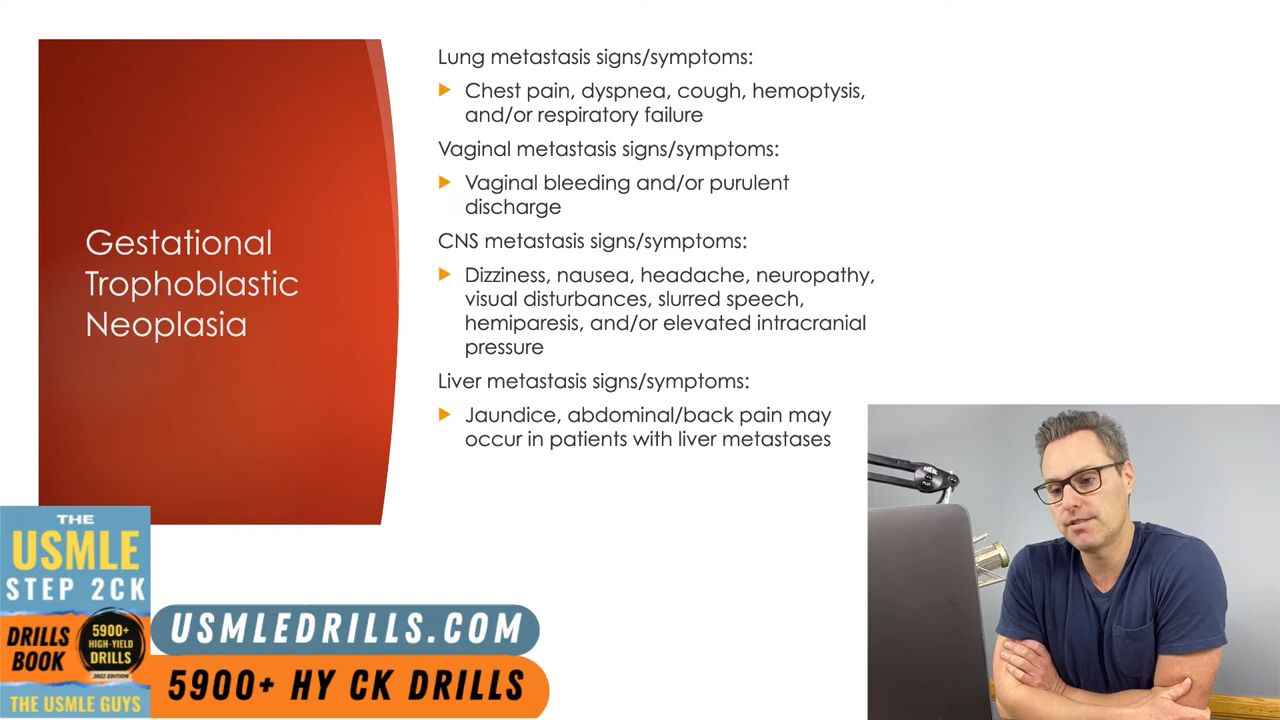 Gestational
Trophoblastic
Neoplasia
Lung metastasis signs/symptoms:
Chest pain, dyspnea, cough, hemoptysis,
and/or respiratory failure
Vaginal metastasis signs/symptoms:
Vaginal bleeding and/or purulent
discharge
CNS metastasis signs/symptoms:
Dizziness, nausea, headache, neuropathy,
visual disturbances, slurred speech,
hemiparesis, and/or elevated intracranial
pressure
Liver metastasis signs/symptoms:
Jaundice, abdominal/back pain may
occur in patients with liver metastases
THE
USMLE
STEP 2CK
DRILLS
BOOK
5900+
HIGH-YIELD
DRILLS
2022 EDITION
THE USMLE GUYS
USMLEDRILLS.COM
5900+ HY CK DRILLS